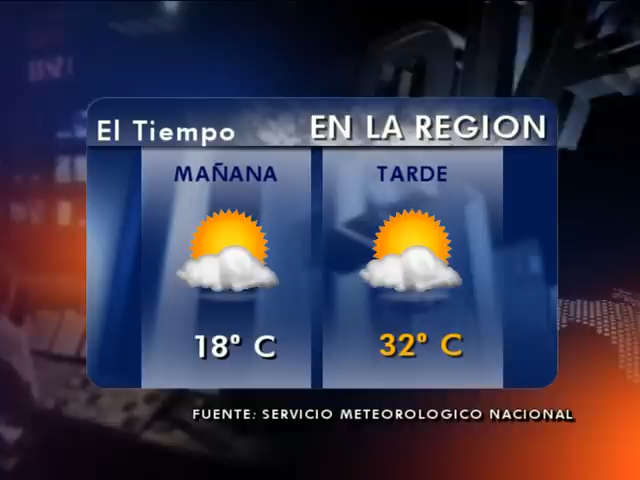 El Tiempo EN LA REGION
MAÑANA TARDE
18º C 32º C
FUENTE: SERVICIO METEOROLOGICO NACIONAL